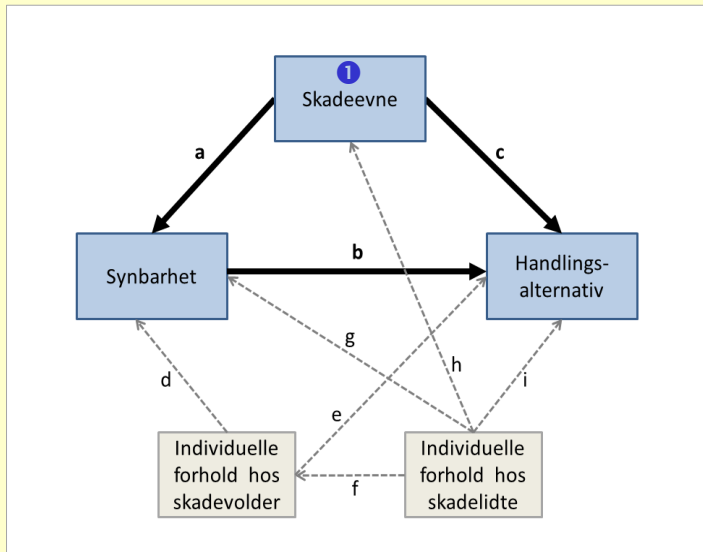 1
Skadeevne
a
c
b
Synbarhet
Handlings-
alternativ
g
h
d
e
i
Individuelle
forhold hos
skadevolder
f
Individuelle
forhold hos
skadelidte